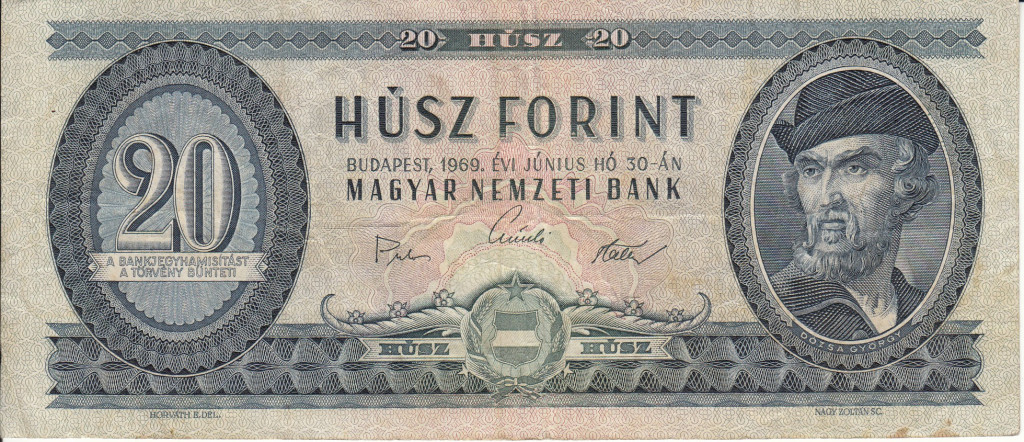 20 HÚSZ 20
HÚSZ FORINT
BUDAPEST, 1969. ÉVI JÚNIUS HÓ 30-ÁN
MAGYAR NEMZETI BANK
20
A BANKJEGYHAMISÍTÁST
A TÖRVÉNY BÜNTETI
HÚSZ HÚSZ
DÓZSA GYÖRGY
HORVÁTH E. DEL.
NAGY ZOLTÁN SC.